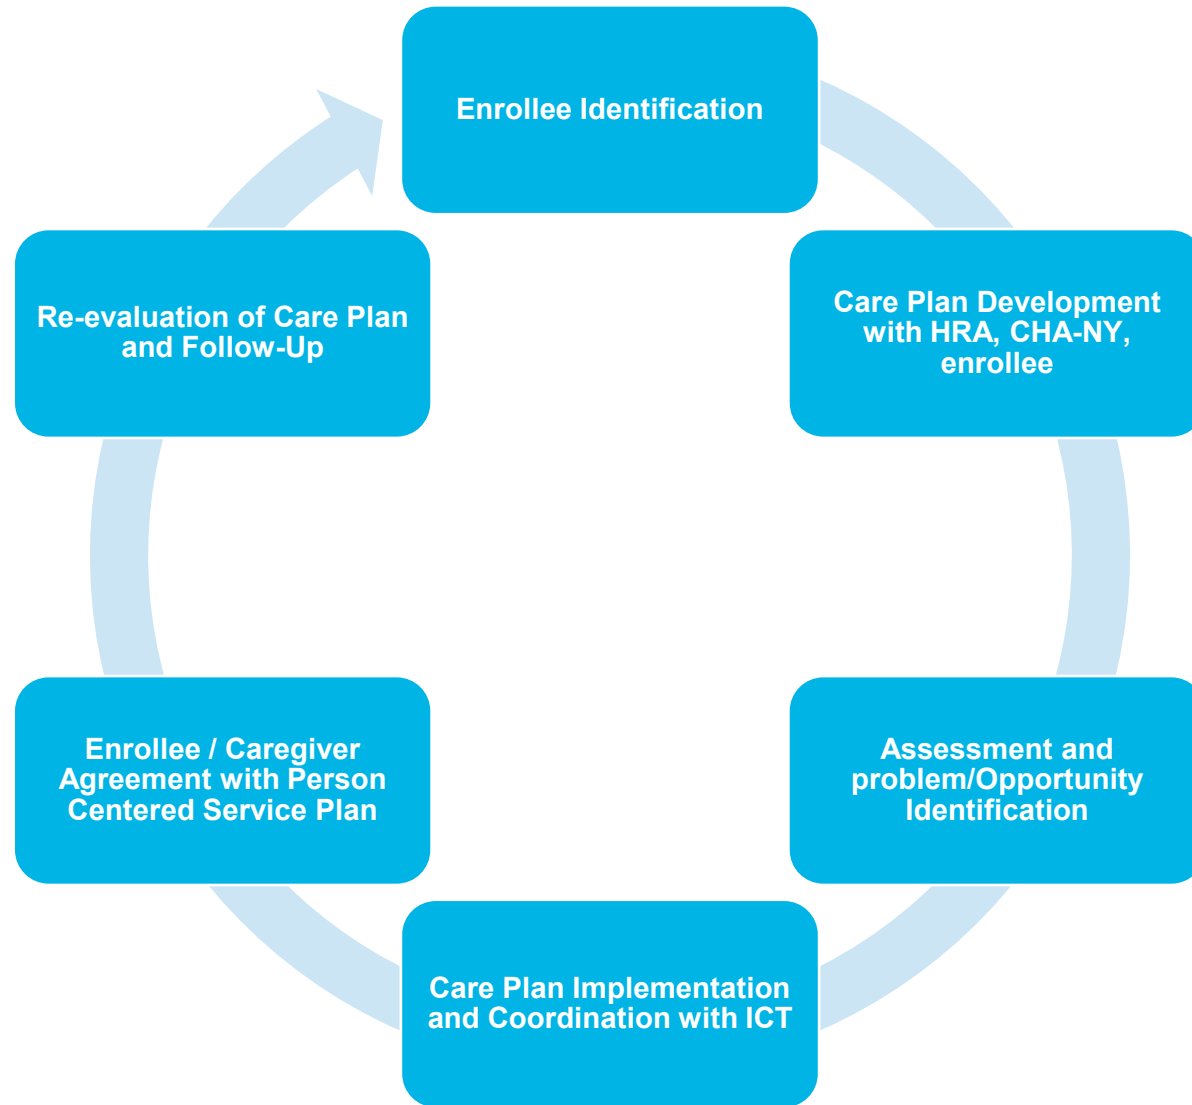 Enrollee Identification
Care Plan Development
with HRA, CHA-NY,
enrollee
Assessment and
problem/Opportunity
Identification
Care Plan Implementation
and Coordination with ICT
Enrollee / Caregiver
Agreement with Person
Centered Service Plan
Re-evaluation of Care Plan
and Follow-Up